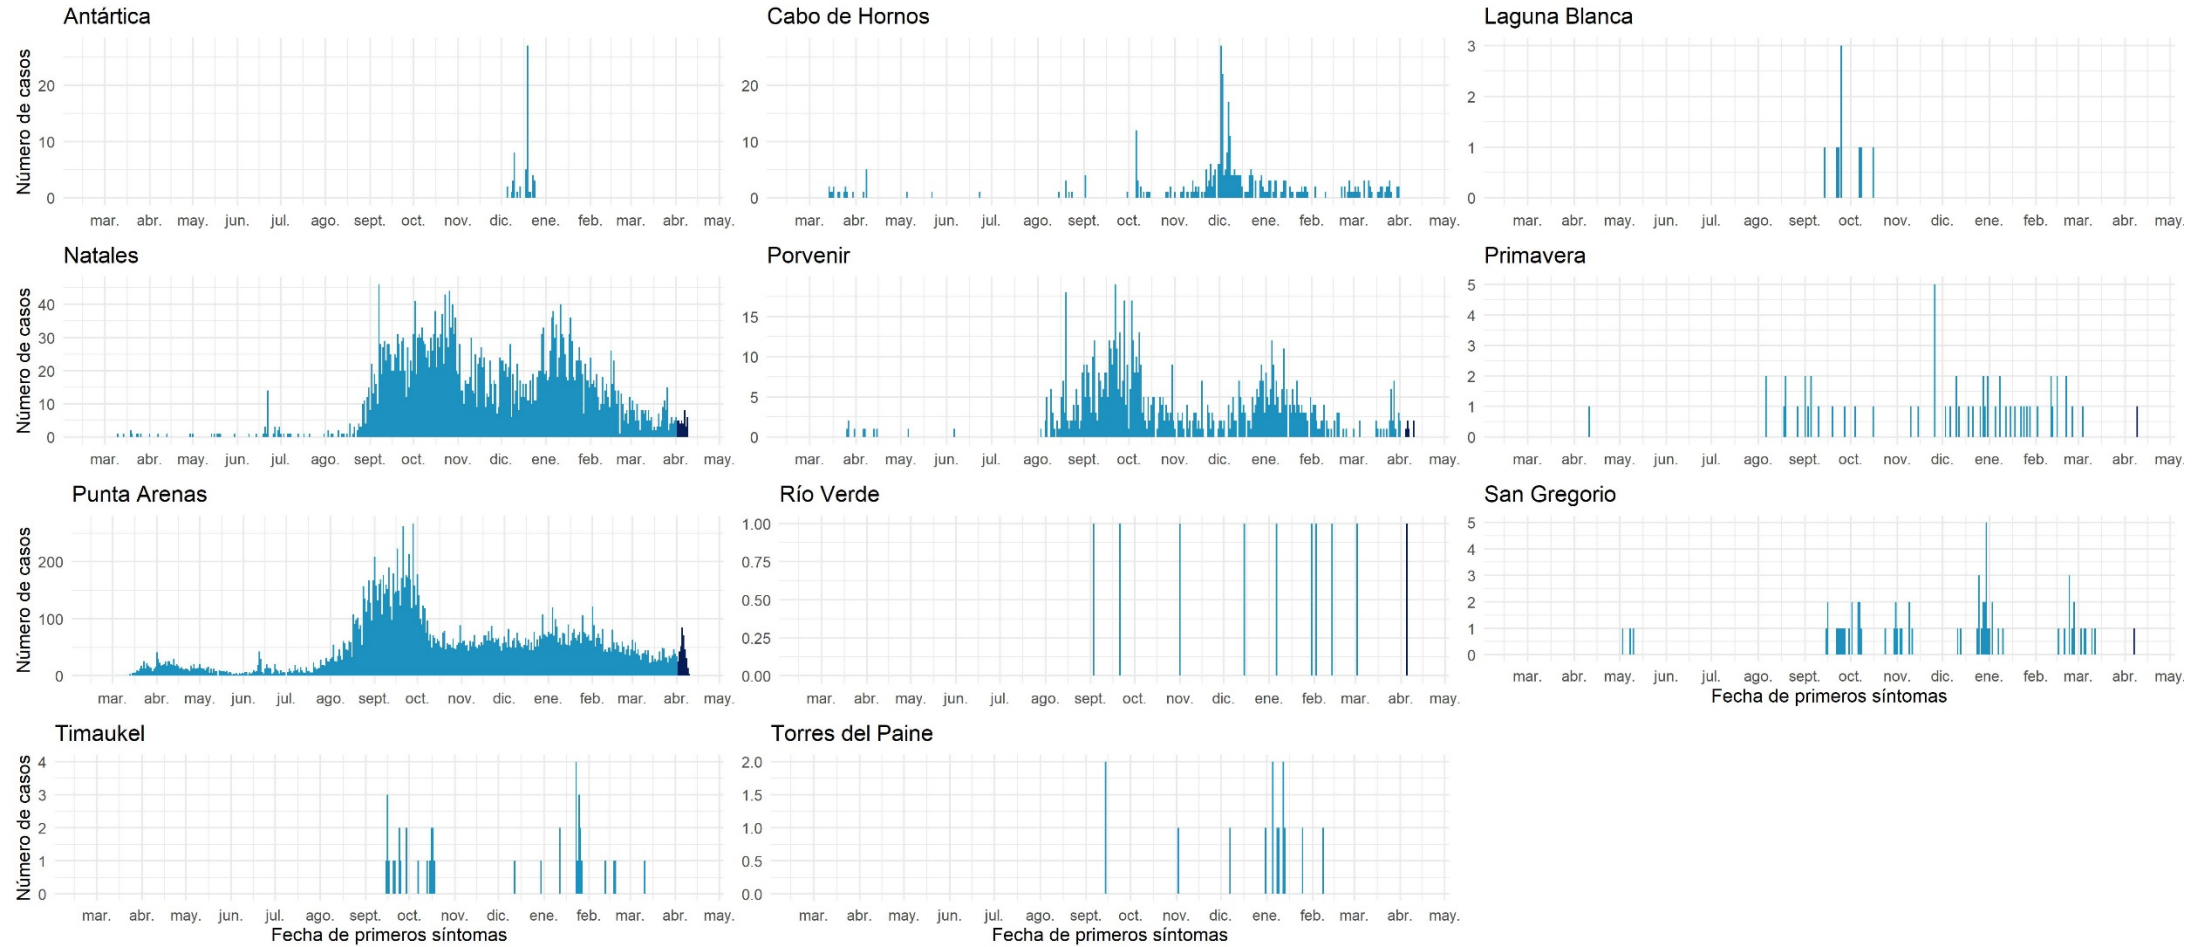 Antártica
Número de casos
20
10
0
mar. abr. may. jun. jul. ago. sept. oct. nov. dic. ene. feb. mar. abr. may.
Cabo de Hornos
20
10
0
mar. abr. may. jun. jul. ago. sept. oct. nov. dic. ene. feb. mar. abr. may.
Laguna Blanca
3
2
1
0
mar. abr. may. jun. jul. ago. sept. oct. nov. dic. ene. feb. mar. abr. may.
Natales
Número de casos
40
30
20
10
0
mar. abr. may. jun. jul. ago. sept. oct. nov. dic. ene. feb. mar. abr. may.
Porvenir
15
10
5
0
mar. abr. may. jun. jul. ago. sept. oct. nov. dic. ene. feb. mar. abr. may.
Primavera
5
4
3
2
1
0
mar. abr. may. jun. jul. ago. sept. oct. nov. dic. ene. feb. mar. abr. may.
Punta Arenas
Número de casos
200
100
0
mar. abr. may. jun. jul. ago. sept. oct. nov. dic. ene. feb. mar. abr. may.
Río Verde
1.00
0.75
0.50
0.25
0.00
mar. abr. may. jun. jul. ago. sept. oct. nov. dic. ene. feb. mar. abr. may.
San Gregorio
5
4
3
2
1
0
mar. abr. may. jun. jul. ago. sept. oct. nov. dic. ene. feb. mar. abr. may.
Fecha de primeros síntomas
Timaukel
Número de casos
4
3
2
1
0
mar. abr. may. jun. jul. ago. sept. oct. nov. dic. ene. feb. mar. abr. may.
Fecha de primeros síntomas
Torres del Paine
2.0
1.5
1.0
0.5
0.0
mar. abr. may. jun. jul. ago. sept. oct. nov. dic. ene. feb. mar. abr. may.
Fecha de primeros síntomas